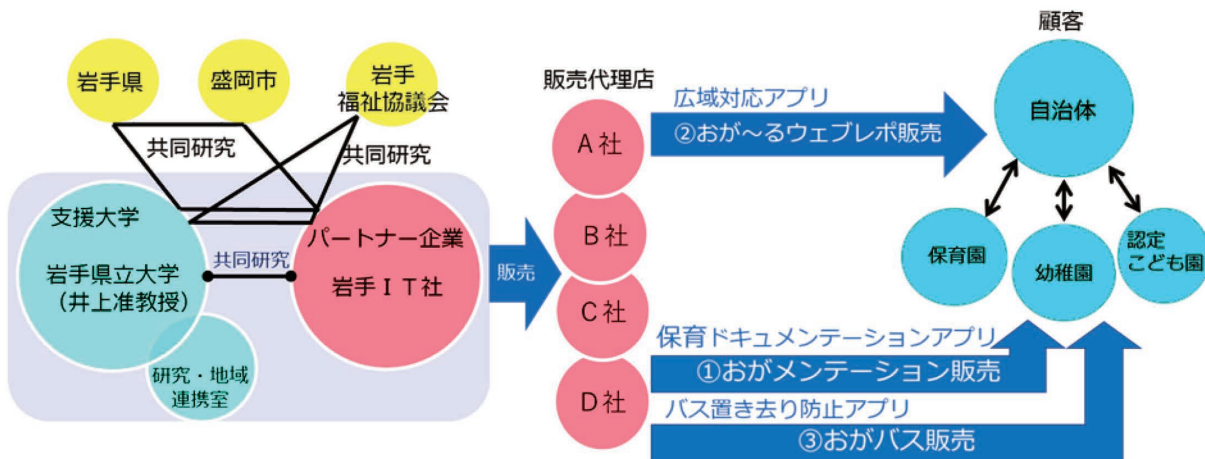 岩手県
盛岡市
岩手
福祉協議会
共同研究
共同研究
支援大学
岩手県立大学
（井上准教授）
共同研究
パートナー企業
岩手ＩＴ社
研究・地域
連携室
販売
販売代理店
Ａ社
Ｂ社
Ｃ社
Ｄ社
広域対応アプリ
②おが～るウェブレポ販売
保育ドキュメンテーションアプリ
①おがメンテーション販売
バス置き去り防止アプリ
③おがバス販売
顧客
自治体
保育園
幼稚園
認定
こども園